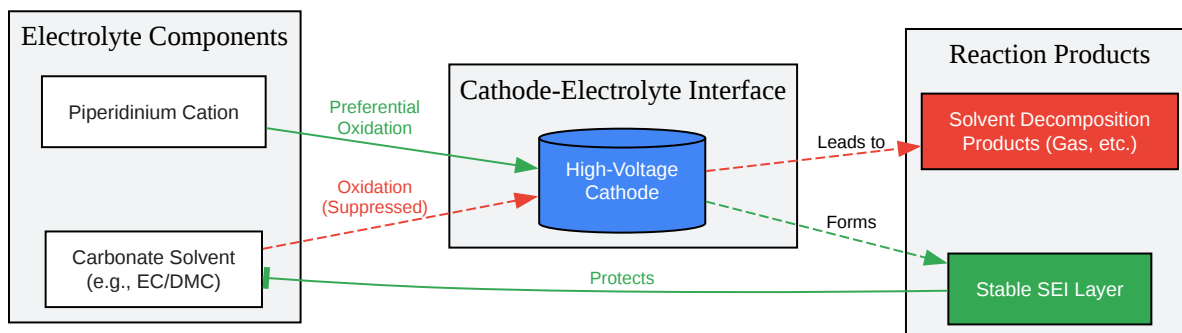 Electrolyte Components
Piperidinium Cation
Carbonate Solvent
(e.g., EC/DMC)
Preferential
Oxidation
Oxidation
(Suppressed)
Cathode-Electrolyte Interface
High-Voltage
Cathode
Leads to
Forms
Protects
Reaction Products
Solvent Decomposition
Products (Gas, etc.)
Stable SEI Layer